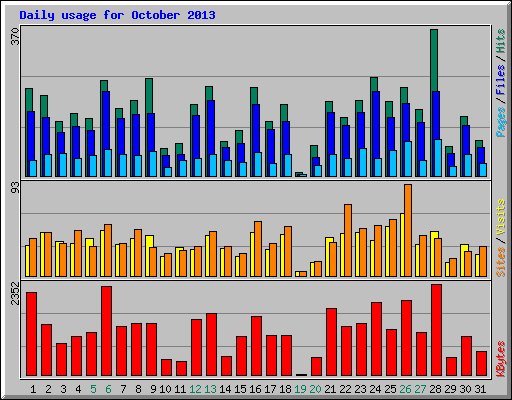 Daily usage for October 2013
370
Pages / Files / Hits
93
Sites / Visits
2352
KBytes
1 2 3 4 5 6 7 8 9 10 11 12 13 14 15 16 17 18 19 20 21 22 23 24 25 26 27 28 29 30 31